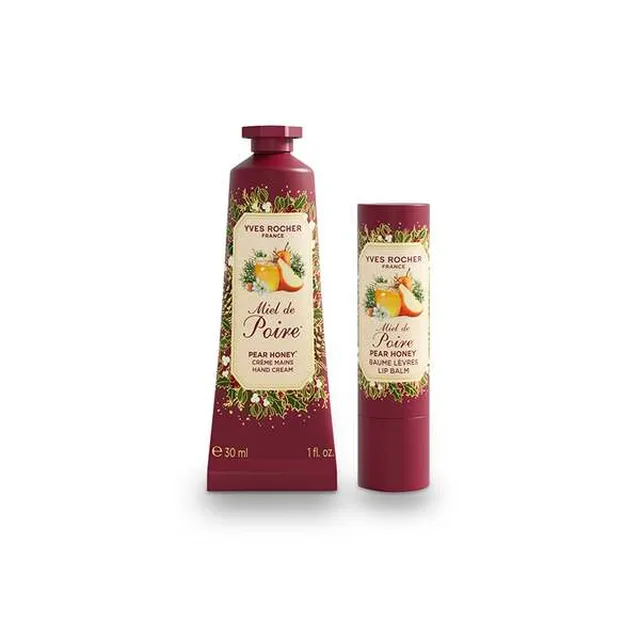 YVES ROCHER
FRANCE
Miel de
Poire*
PEAR HONEY*
CRÈME MAINS
HAND CREAM
℮ 30 ml
1 fl. oz.
YVES ROCHER
FRANCE
Miel de
Poire
PEAR HONEY*
BAUME LÈVRES
LIP BALM